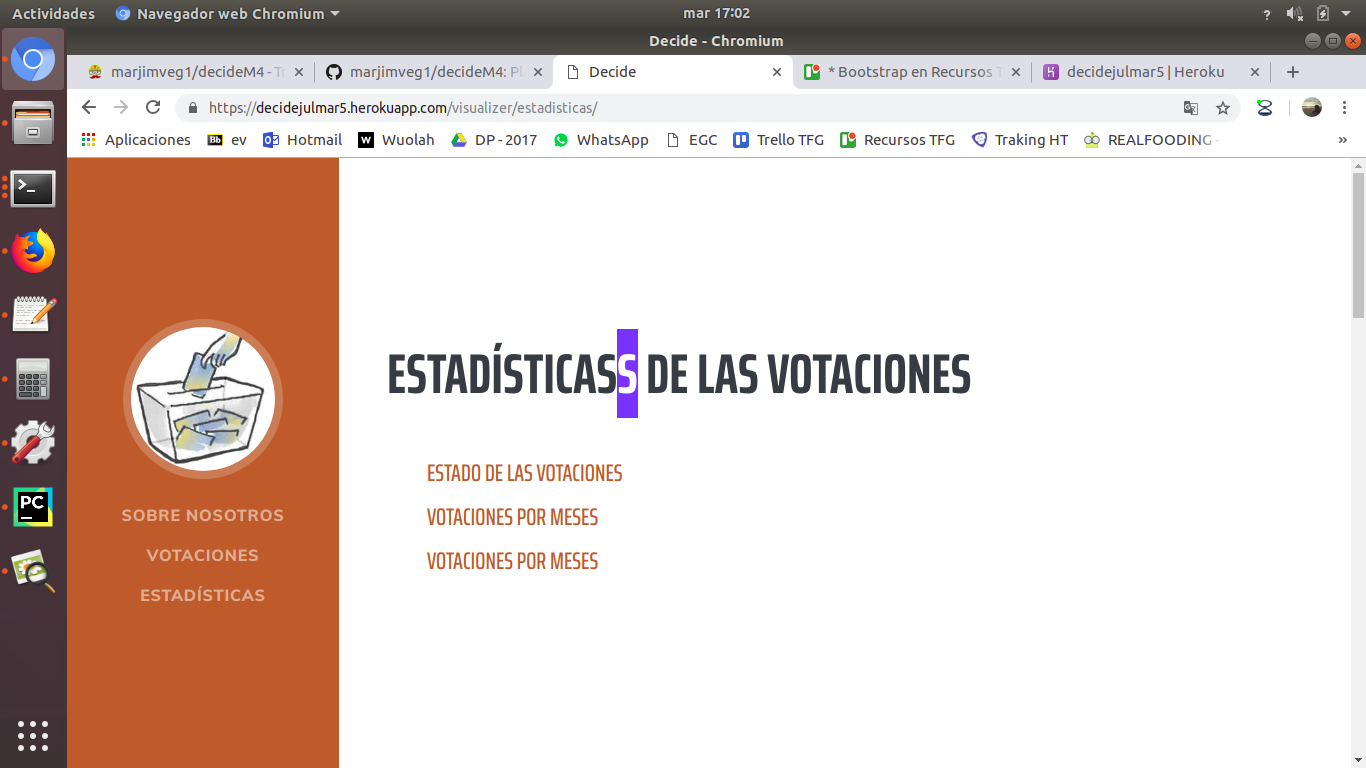 Actividades Navegador web Chromium mar 17:02 ?
Decide - Chromium
marjimveg1/decideM4 - Tr marjimveg1/decideM4: Pl Decide * Bootstrap en Recursos T decidejulmar5 | Heroku
https://decidejulmar5.herokuapp.com/visualizer/estadisticas/
Aplicaciones Bb ev Hotmail W Wuolah DP - 2017 WhatsApp EGC Trello TFG Recursos TFG Traking HT REALFOODING - »
ESTADÍSTICASS DE LAS VOTACIONES
ESTADO DE LAS VOTACIONES
VOTACIONES POR MESES
VOTACIONES POR MESES
SOBRE NOSOTROS
VOTACIONES
ESTADÍSTICAS
PC